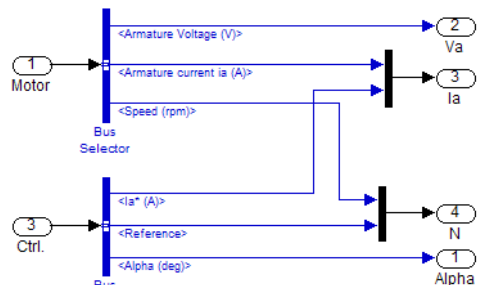 2
<Armature Voltage (V)>
Va
1
<Armature current ia (A)>
3
Motor
Ia
<Speed (rpm)>
Bus
Selector
<Ia* (A)>
3
4
<Reference>
Ctrl.
N
1
<Alpha (deg)>
Alpha
Bus